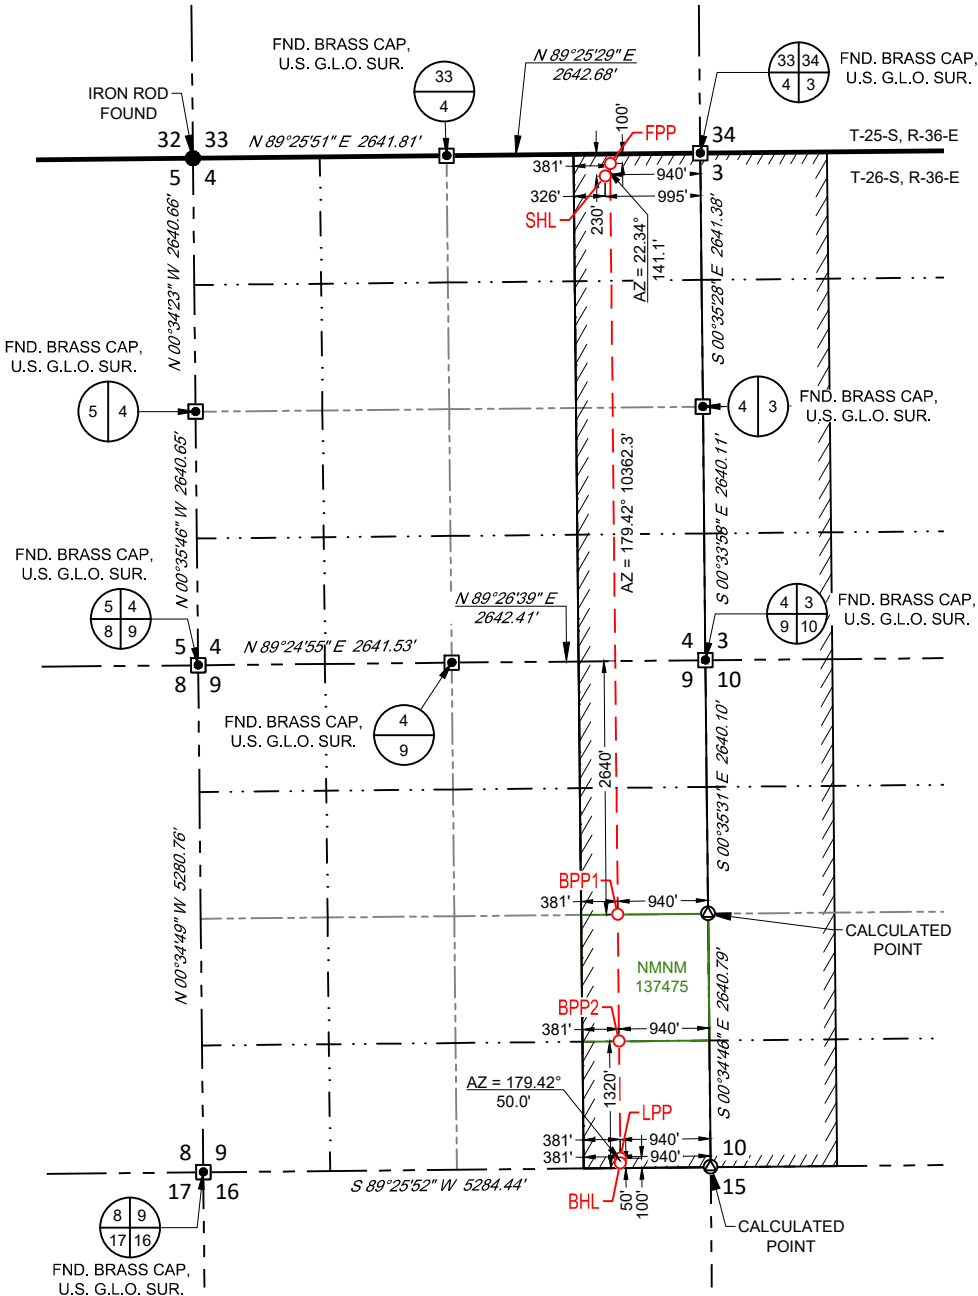 FND. BRASS CAP,
U.S. G.L.O. SUR.
33
4
N 89°25'29" E
2642.68'
33 34
4 3
FND. BRASS CAP,
U.S. G.L.O. SUR.
IRON ROD
FOUND
32 33
5 4
N 89°25'51" E 2641.81'
100'
FPP
34
3
T-25-S, R-36-E
T-26-S, R-36-E
381'
940'
326'
995'
SHL
230'
AZ = 22.34°
141.1'
N 00°34'23" W 2640.66'
S 00°35'28" E 2641.38'
FND. BRASS CAP,
U.S. G.L.O. SUR.
5 4
4 3
FND. BRASS CAP,
U.S. G.L.O. SUR.
N 00°35'46" W 2640.65'
AZ = 179.42° 10362.3'
S 00°33'58" E 2640.11'
FND. BRASS CAP,
U.S. G.L.O. SUR.
5 4
8 9
5 4
8 9
N 89°24'55" E 2641.53'
N 89°26'39" E
2642.41'
4 3
9 10
4 3
9 10
FND. BRASS CAP,
U.S. G.L.O. SUR.
FND. BRASS CAP,
U.S. G.L.O. SUR.
4
9
2640'
S 00°35'31" E 2640.10'
N 00°34'49" W 5280.76'
BPP1
381'
940'
CALCULATED
POINT
NMNM
137475
BPP2
381'
940'
S 00°34'46" E 2640.79'
AZ = 179.42°
50.0'
1320'
LPP
381'
940'
381'
940'
BHL
50'
100'
8 9
17 16
10
15
S 89°25'52" W 5284.44'
8 9
17 16
FND. BRASS CAP,
U.S. G.L.O. SUR.
CALCULATED
POINT